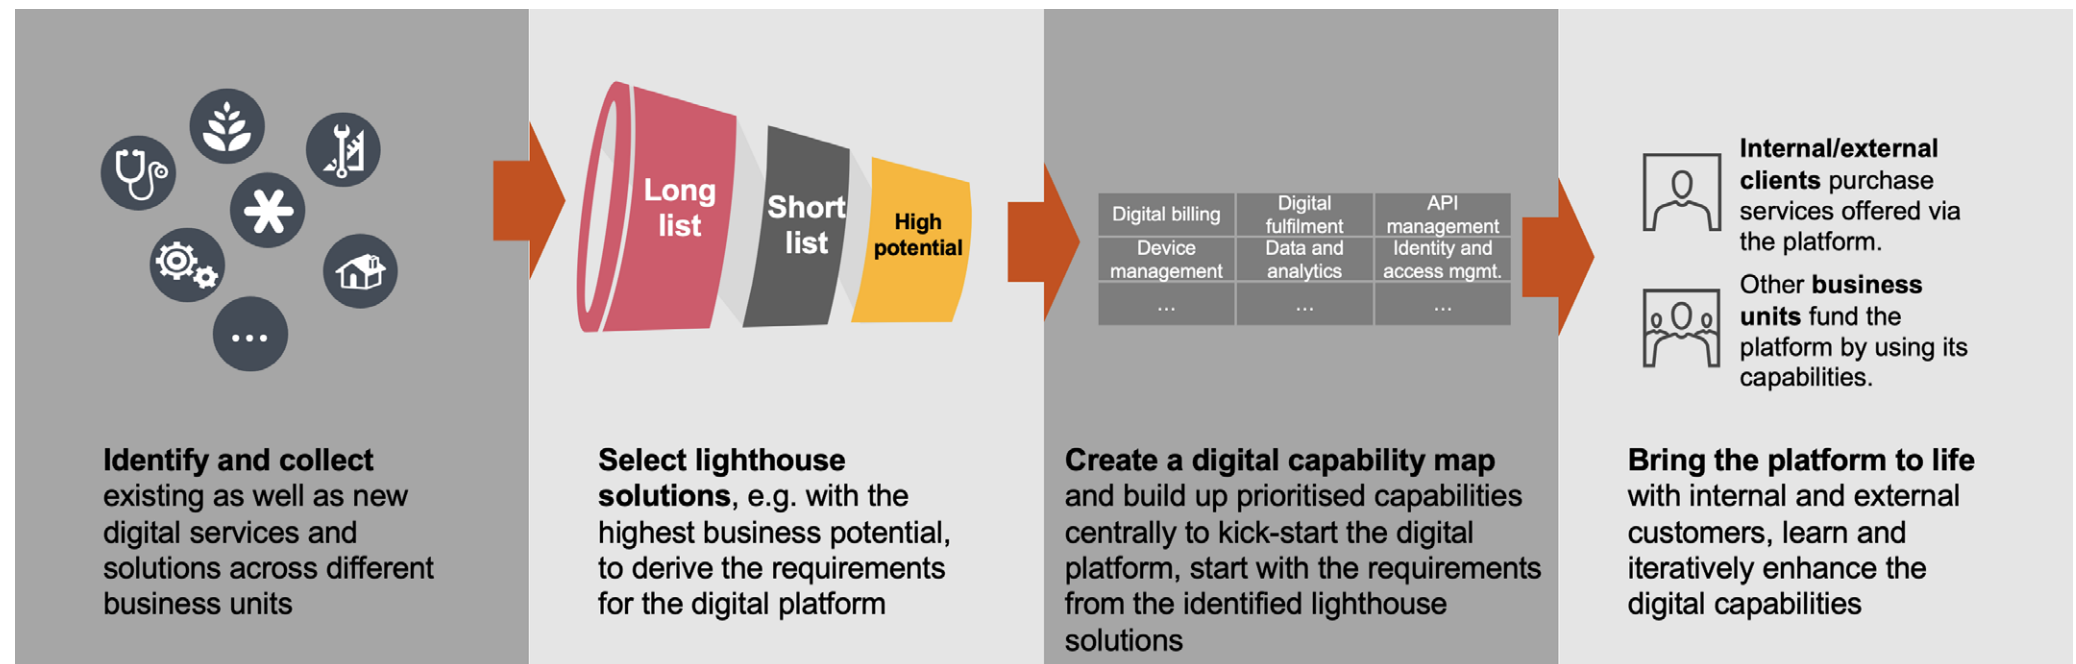 Long
list
Short
list
High
potential
Digital billing
Digital
fulfilment
API
management
Device
management
Data and
analytics
Identity and
access mgmt.
…
…
…
Internal/external
clients purchase
services offered via
the platform.
Other business
units fund the
platform by using its
capabilities.
Identify and collect
existing as well as new
digital services and
solutions across different
business units
Select lighthouse
solutions, e.g. with the
highest business potential,
to derive the requirements
for the digital platform
Create a digital capability map
and build up prioritised capabilities
centrally to kick-start the digital
platform, start with the requirements
from the identified lighthouse
solutions
Bring the platform to life
with internal and external
customers, learn and
iteratively enhance the
digital capabilities